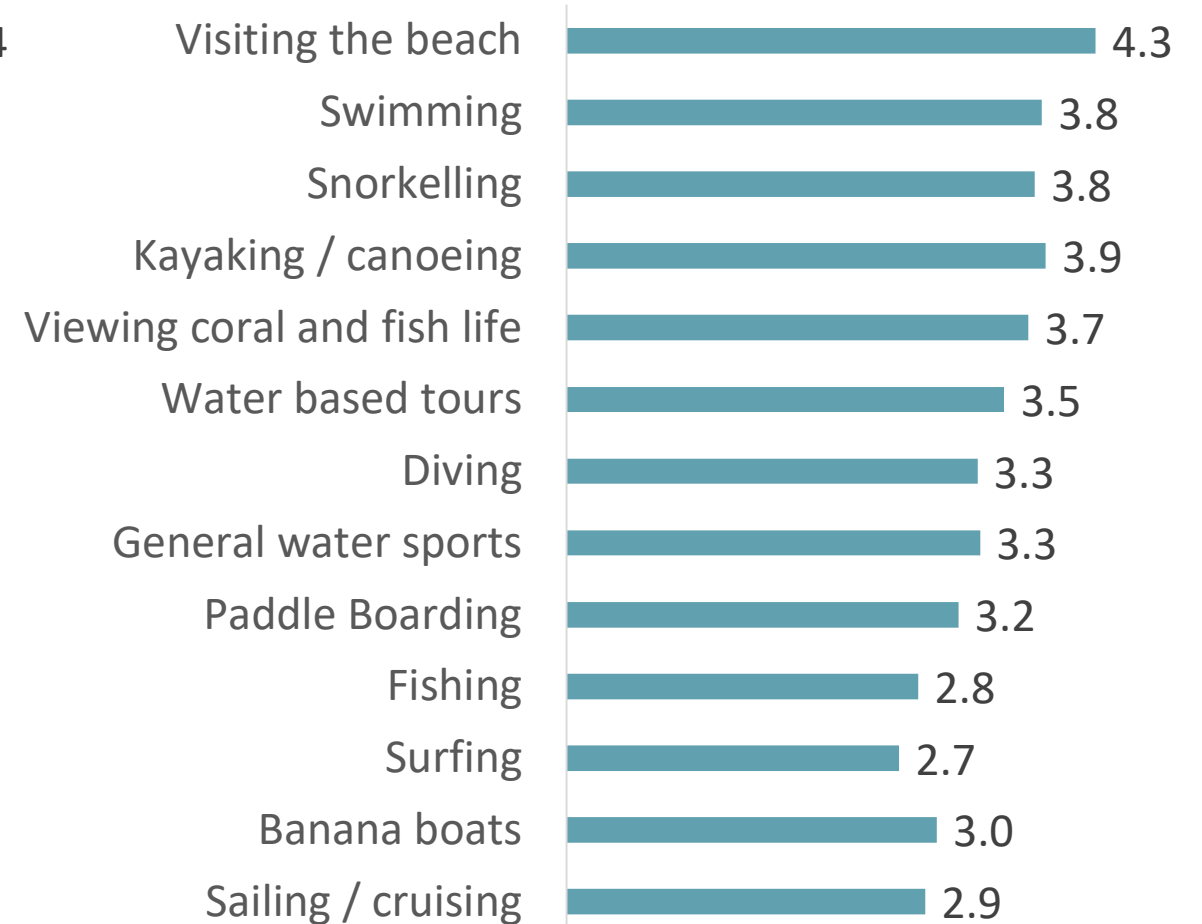 4
Visiting the beach 4.3
Swimming 3.8
Snorkelling 3.8
Kayaking / canoeing 3.9
Viewing coral and fish life 3.7
Water based tours 3.5
Diving 3.3
General water sports 3.3
Paddle Boarding 3.2
Fishing 2.8
Surfing 2.7
Banana boats 3.0
Sailing / cruising 2.9